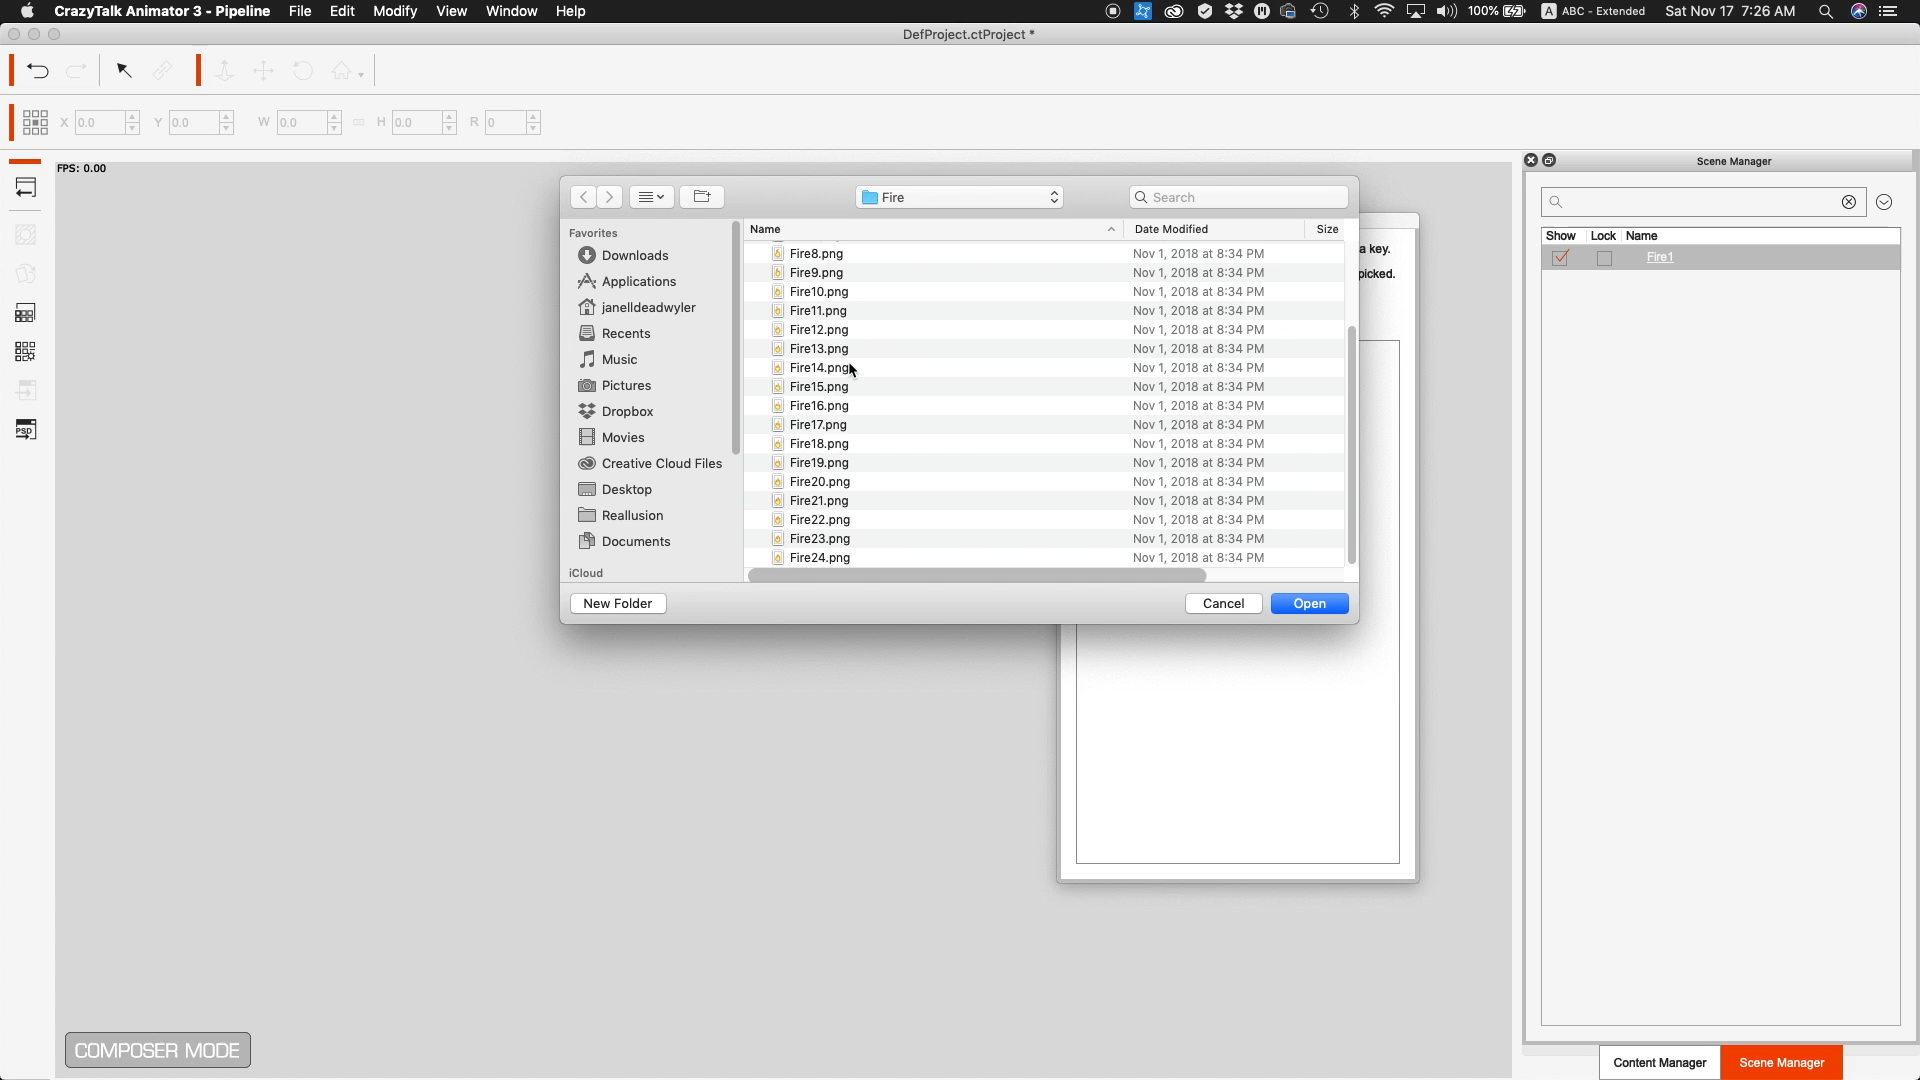 CrazyTalk Animator 3 - Pipeline File Edit Modify View Window Help 100% A ABC - Extended Sat Nov 17 7:26 AM
DefProject.ctProject *
X 0.0 Y 0.0 W 0.0 H 0.0 R 0
FPS: 0.00
Scene Manager
Fire
Search
Show Lock Name
Fire1
Favorites
Downloads
Applications
janelldeadwyler
Recents
Music
Pictures
Dropbox
Movies
Creative Cloud Files
Desktop
Reallusion
Documents
iCloud
Name Date Modified Size
Fire8.png Nov 1, 2018 at 8:34 PM
Fire9.png Nov 1, 2018 at 8:34 PM
Fire10.png Nov 1, 2018 at 8:34 PM
Fire11.png Nov 1, 2018 at 8:34 PM
Fire12.png Nov 1, 2018 at 8:34 PM
Fire13.png Nov 1, 2018 at 8:34 PM
Fire14.png Nov 1, 2018 at 8:34 PM
Fire15.png Nov 1, 2018 at 8:34 PM
Fire16.png Nov 1, 2018 at 8:34 PM
Fire17.png Nov 1, 2018 at 8:34 PM
Fire18.png Nov 1, 2018 at 8:34 PM
Fire19.png Nov 1, 2018 at 8:34 PM
Fire20.png Nov 1, 2018 at 8:34 PM
Fire21.png Nov 1, 2018 at 8:34 PM
Fire22.png Nov 1, 2018 at 8:34 PM
Fire23.png Nov 1, 2018 at 8:34 PM
Fire24.png Nov 1, 2018 at 8:34 PM
a key.
picked.
New Folder Cancel Open
PSD
COMPOSER MODE
Content Manager Scene Manager